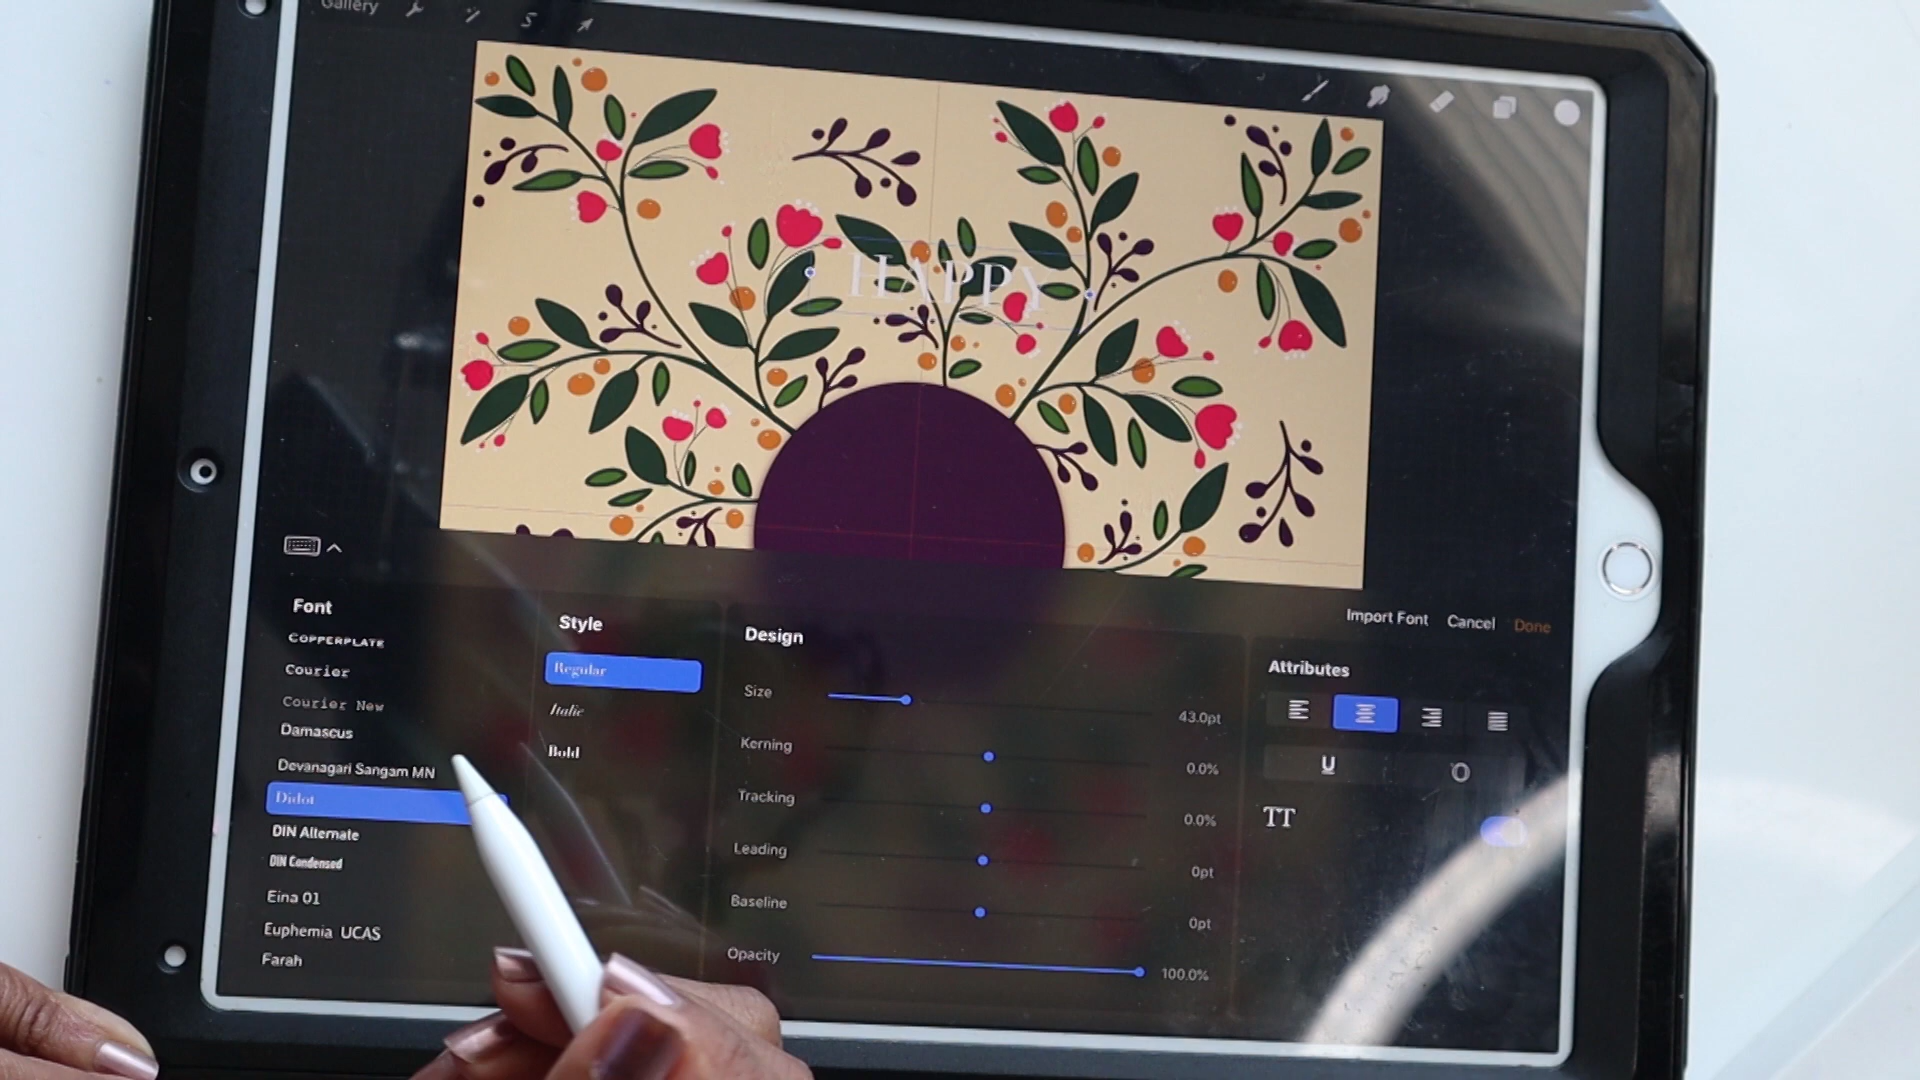 Gallery
HAPPY
Import Font Cancel Done
Font
COPPERPLATE
Courier
Courier New
Damascus
Devanagari Sangam MN
Didot
DIN Alternate
DIN Condensed
Eina 01
Euphemia UCAS
Farah
Style
Regular
Italic
Bold
Design
Size 43.0pt
Kerning 0.0%
Tracking 0.0%
Leading 0pt
Baseline 0pt
Opacity 100.0%
Attributes
U O
TT